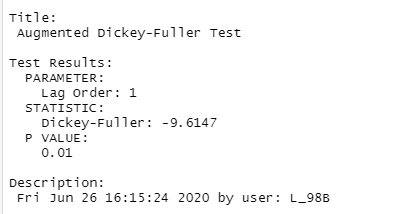 Title:
Augmented Dickey-Fuller Test
Test Results:
PARAMETER:
Lag Order: 1
STATISTIC:
Dickey-Fuller: -9.6147
P VALUE:
0.01
Description:
Fri Jun 26 16:15:24 2020 by user: L_98B